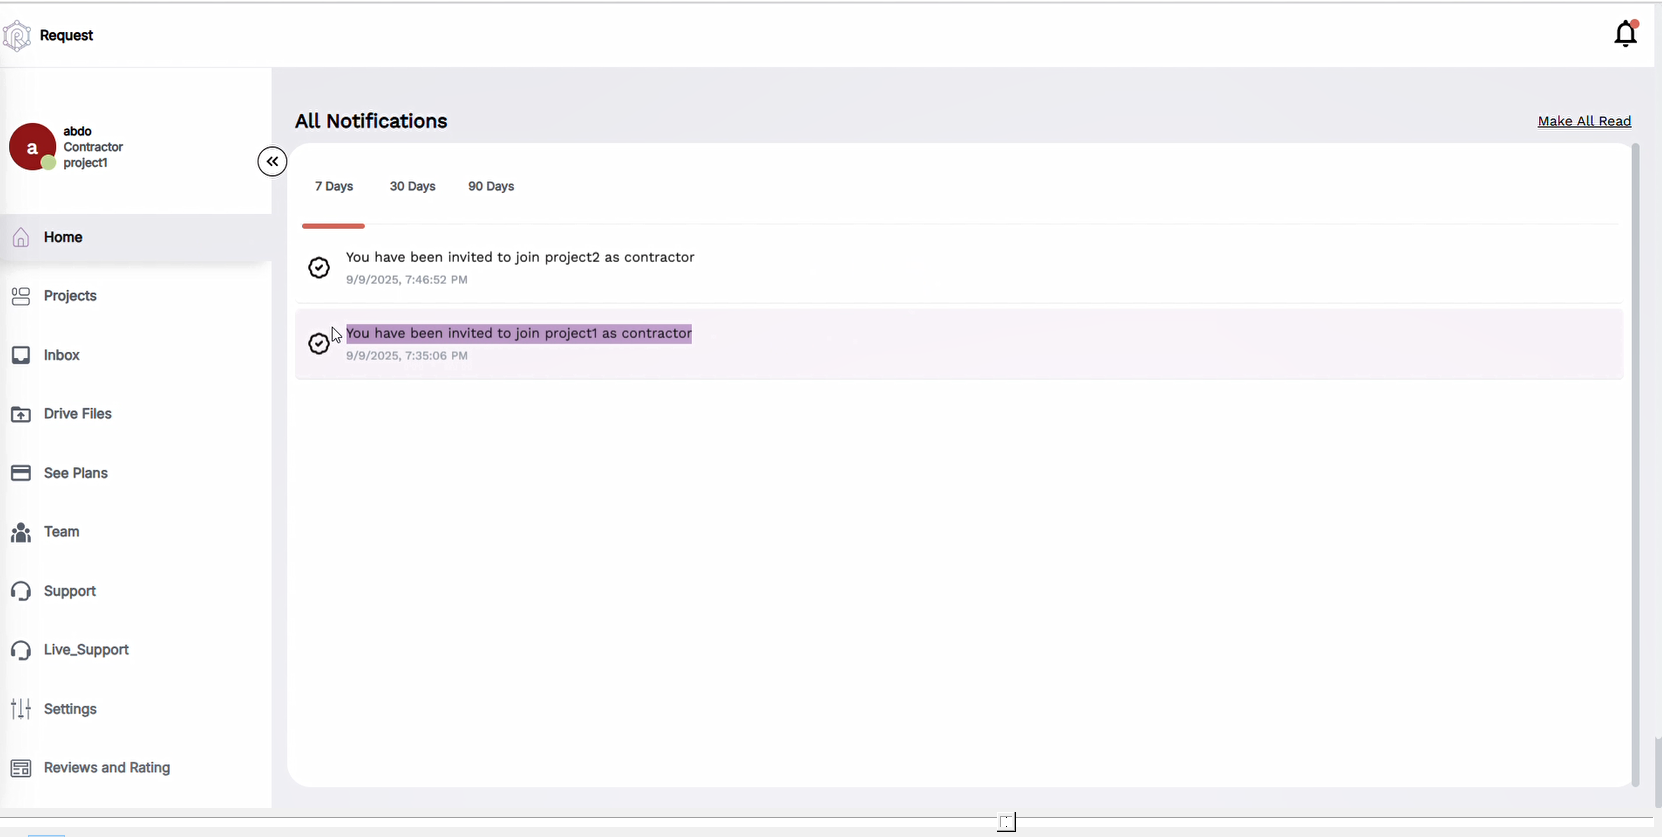 Request
abdo
Contractor
project1
a
Home
Projects
Inbox
Drive Files
See Plans
Team
Support
Live_Support
Settings
Reviews and Rating
All Notifications
Make All Read
7 Days 30 Days 90 Days
You have been invited to join project2 as contractor
9/9/2025, 7:46:52 PM
You have been invited to join project1 as contractor
9/9/2025, 7:35:06 PM